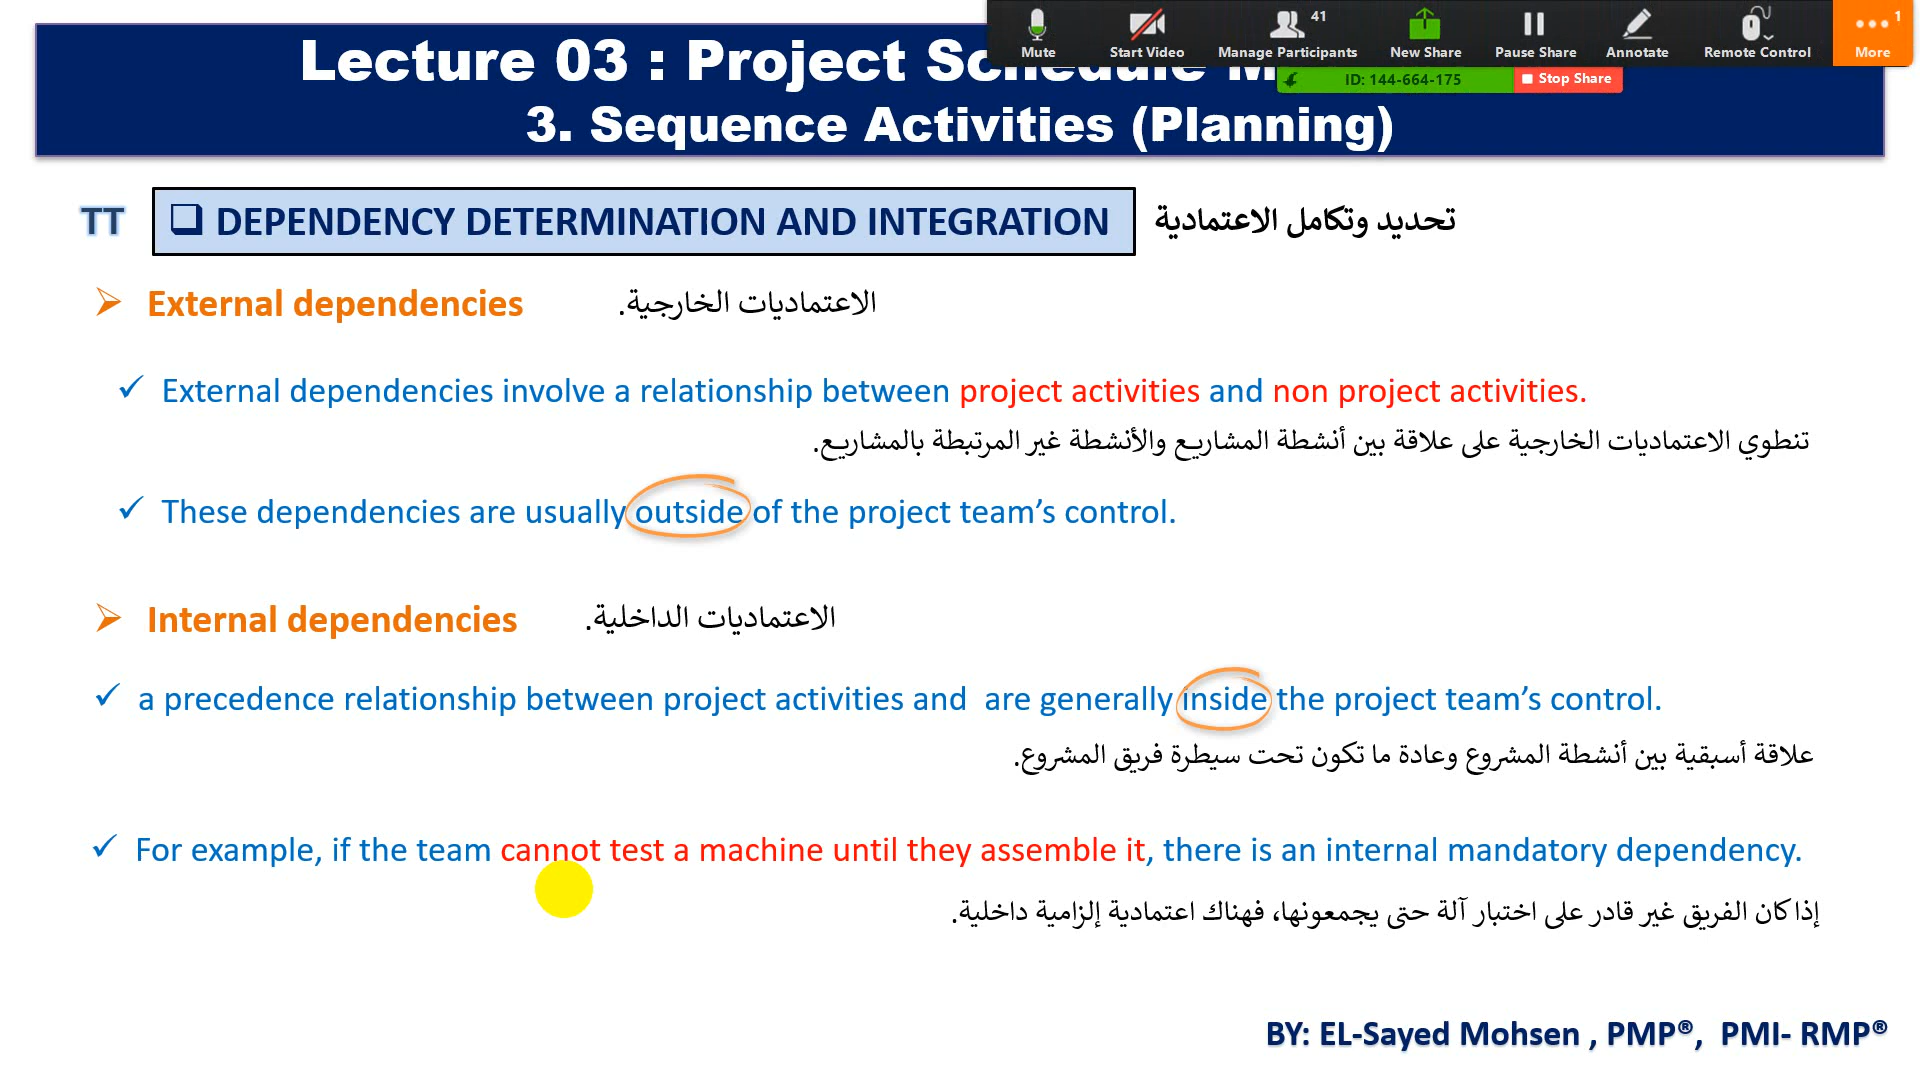 Mute
Start Video
41
Manage Participants
New Share
Pause Share
Annotate
Remote Control
1
More
ID: 144-664-175
Stop Share
Lecture 03 : Project Schedule M
3. Sequence Activities (Planning)
TT
DEPENDENCY DETERMINATION AND INTEGRATION
تحديد وتكامل الاعتمادية
External dependencies
الاعتماديات الخارجية.
External dependencies involve a relationship between project activities and non project activities.
تنطوي الاعتماديات الخارجية على علاقة بين أنشطة المشاريع والأنشطة غير المرتبطة بالمشاريع.
These dependencies are usually outside of the project team’s control.
Internal dependencies
الاعتماديات الداخلية.
a precedence relationship between project activities and are generally inside the project team’s control.
علاقة أسبقية بين أنشطة المشروع وعادة ما تكون تحت سيطرة فريق المشروع.
For example, if the team cannot test a machine until they assemble it, there is an internal mandatory dependency.
إذا كان الفريق غير قادر على اختبار آلة حتى يجمعونها، فهناك اعتمادية إلزامية داخلية.
BY: EL-Sayed Mohsen , PMP®, PMI- RMP®